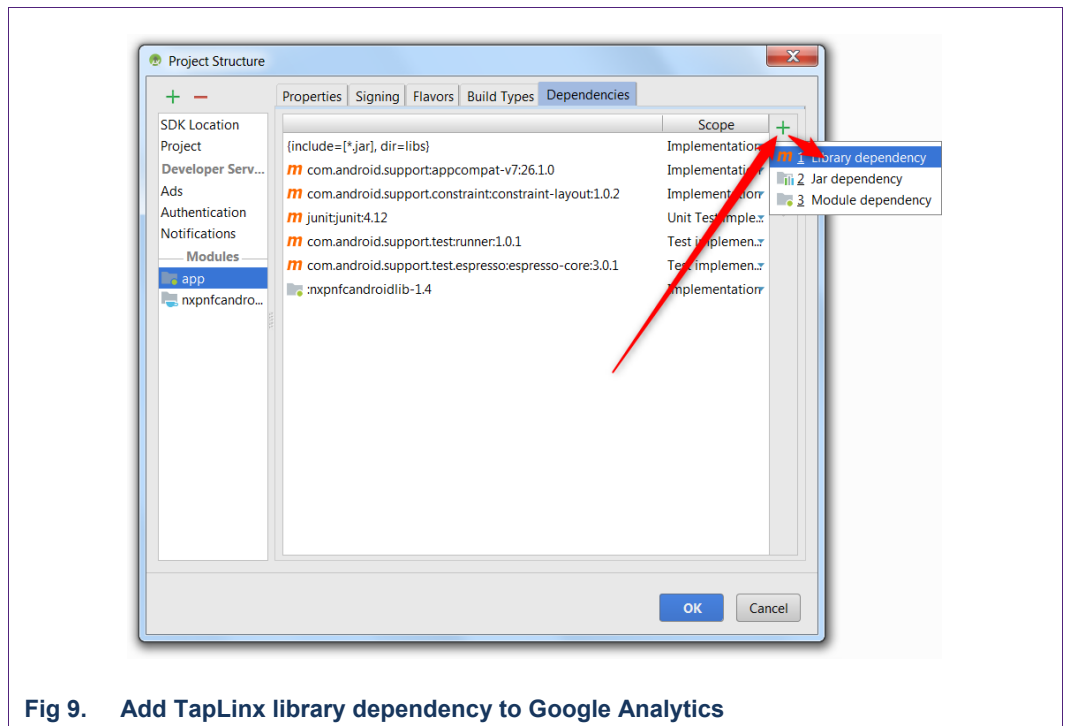 Project Structure
Properties Signing Flavors Build Types Dependencies
SDK Location
Project
Developer Serv...
Ads
Authentication
Notifications
Modules
app
nxpnfcandro...
Scope
{include=[*.jar], dir=libs} Implementation
m com.android.support:appcompat-v7:26.1.0 Implementation
m com.android.support.constraint:constraint-layout:1.0.2 Implementation
m junit:junit:4.12 Unit Test imple...
m com.android.support.test:runner:1.0.1 Test implemen...
m com.android.support.test.espresso:espresso-core:3.0.1 Test implemen...
:nxpnfcandroidlib-1.4 Implementation
m 1 Library dependency
2 Jar dependency
3 Module dependency
OK Cancel
Fig 9. Add TapLinx library dependency to Google Analytics